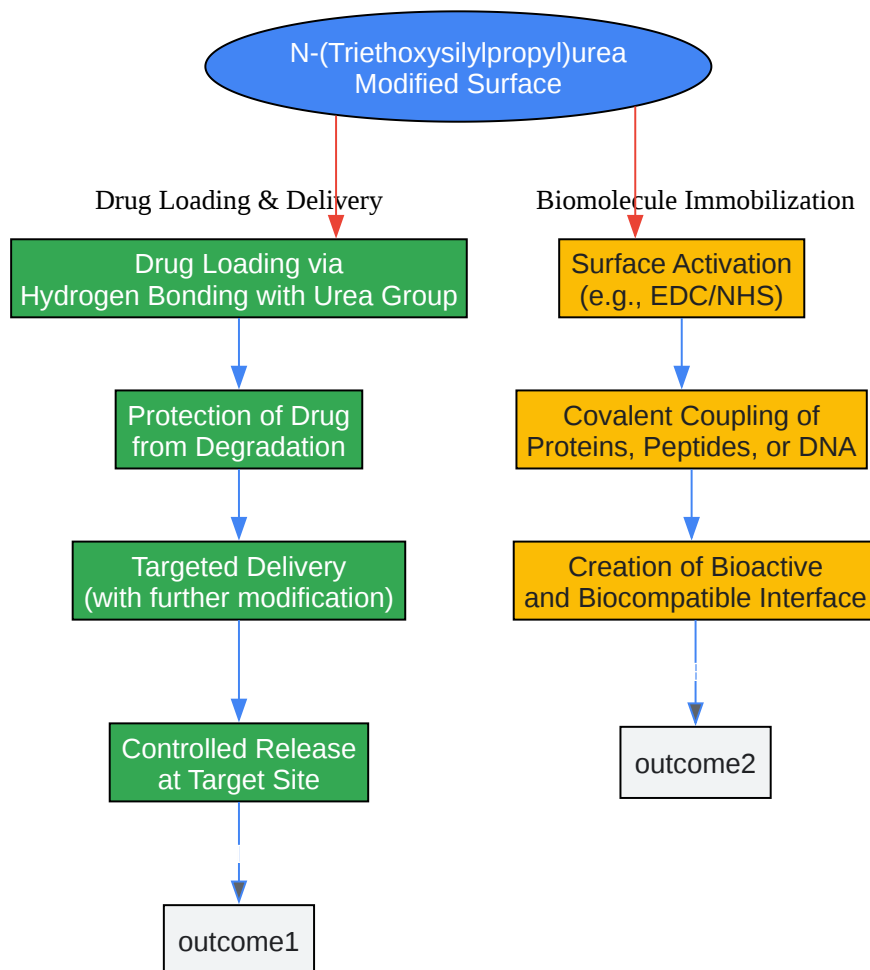 N-(Triethoxysilylpropyl)urea
Modified Surface
Drug Loading & Delivery
Biomolecule Immobilization
Drug Loading via
Hydrogen Bonding with Urea Group
Surface Activation
(e.g., EDC/NHS)
Protection of Drug
from Degradation
Covalent Coupling of
Proteins, Peptides, or DNA
Targeted Delivery
(with further modification)
Creation of Bioactive
and Biocompatible Interface
Controlled Release
at Target Site
outcome2
outcome1